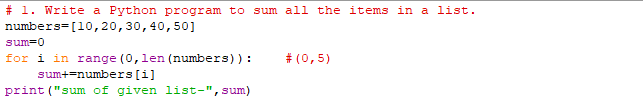 # 1. Write a Python program to sum all the items in a list.
numbers=[10,20,30,40,50]
sum=0
for i in range(0,len(numbers)):    #(0,5)
    sum+=numbers[i]
print("sum of given list-",sum)